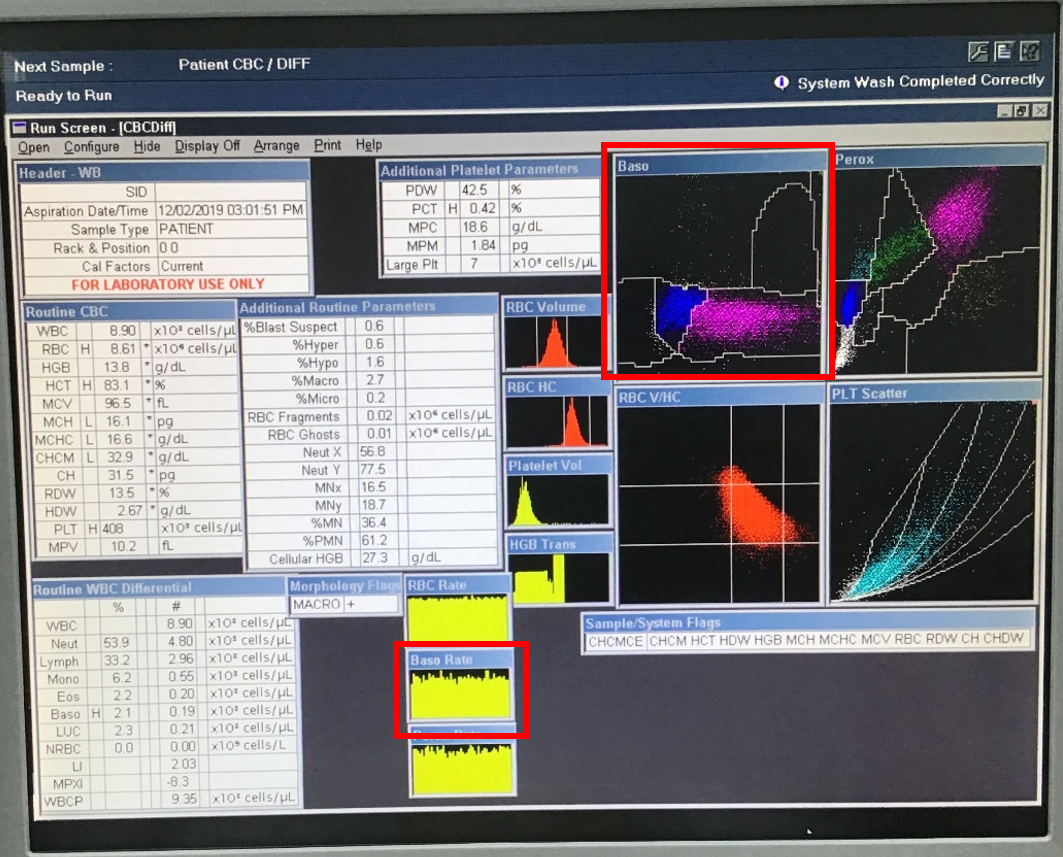 Next Sample : Patient CBC / DIFF
Ready to Run
System Wash Completed Correctly
Run Screen - [CBCDiff]
Open Configure Hide Display Off Arrange Print Help
Header - WB
SID
Aspiration Date/Time 12/02/2019 03:01:51 PM
Sample Type PATIENT
Rack & Position 0 0
Cal Factors Current
FOR LABORATORY USE ONLY
Additional Platelet Parameters
PDW 42.5 %
PCT H 0.42 %
MPC 18.6 g/dL
MPM 1.84 pg
Large Plt 7 x10³ cells/µL
Baso
Perox
Routine CBC
WBC 8.90 x10³ cells/µL
RBC H 8.61 * x10⁶ cells/µL
HGB 13.8 * g/dL
HCT H 83.1 * %
MCV 96.5 * fL
MCH L 16.1 * pg
MCHC L 16.6 * g/dL
CHCM L 32.9 * g/dL
CH 31.5 * pg
RDW 13.5 * %
HDW 2.67 * g/dL
PLT H 408 x10³ cells/µL
MPV 10.2 fL
Additional Routine Parameters
%Blast Suspect 0.6
%Hyper 0.6
%Hypo 1.6
%Macro 2.7
%Micro 0.2
RBC Fragments 0.02 x10⁶ cells/µL
RBC Ghosts 0.01 x10⁶ cells/µL
Neut X 56.8
Neut Y 77.5
MNx 16.5
MNy 18.7
%MN 36.4
%PMN 61.2
Cellular HGB 27.3 g/dL
RBC Volume
RBC HC
Platelet Vol
HGB Trans
RBC V/HC
PLT Scatter
Routine WBC Differential
% #
WBC 8.90 x10³ cells/µL
Neut 53.9 4.80 x10³ cells/µL
Lymph 33.2 2.96 x10³ cells/µL
Mono 6.2 0.55 x10³ cells/µL
Eos 2.2 0.20 x10³ cells/µL
Baso H 2.1 0.19 x10³ cells/µL
LUC 2.3 0.21 x10³ cells/µL
NRBC 0.0 0.00 x10⁹ cells/L
LI 2.03
MPXI -8.3
WBCP 9.35 x10³ cells/µL
Morphology Flags
MACRO +
RBC Rate
Baso Rate
Sample/System Flags
CHCMCE CHCM HCT HDW HGB MCH MCHC MCV RBC RDW CH CHDW